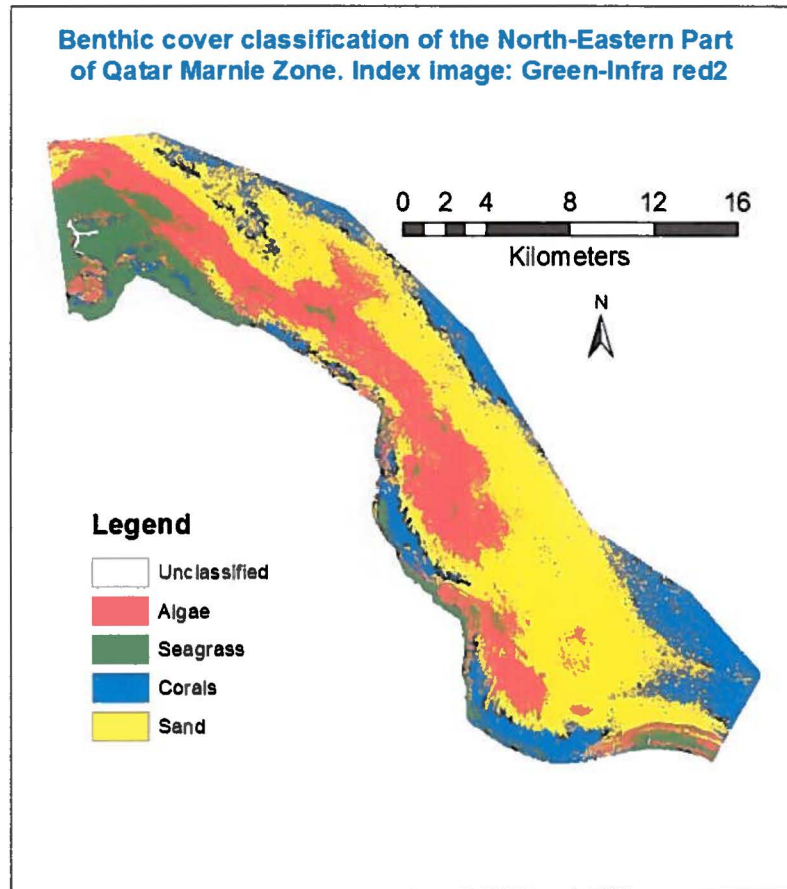 Benthic cover classification of the North-Eastern Part
of Qatar Marnie Zone. Index image: Green-Infra red2
0 2 4 8 12 16
Kilometers
N
Legend
Unclassified
Algae
Seagrass
Corals
Sand